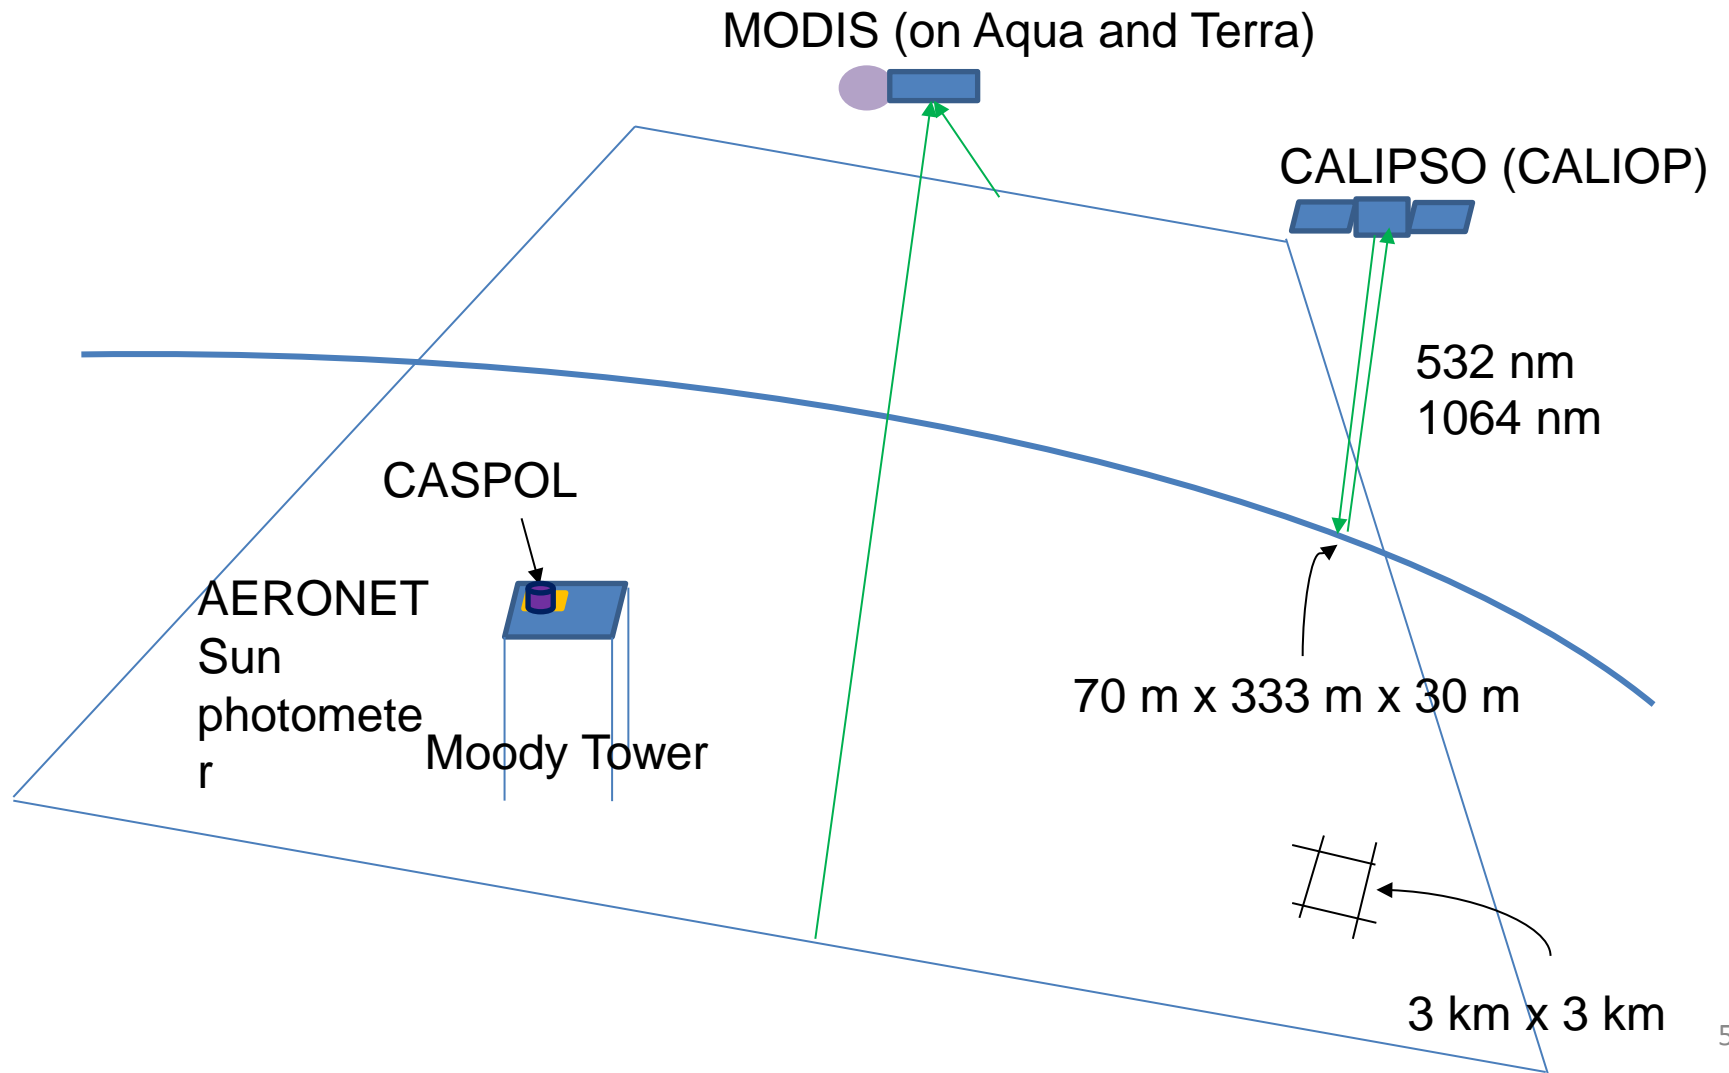 MODIS (on Aqua and Terra)
CALIPSO (CALIOP)
532 nm
1064 nm
CASPOL
AERONET
Sun
photomete
r
Moody Tower
70 m x 333 m x 30 m
3 km x 3 km
5